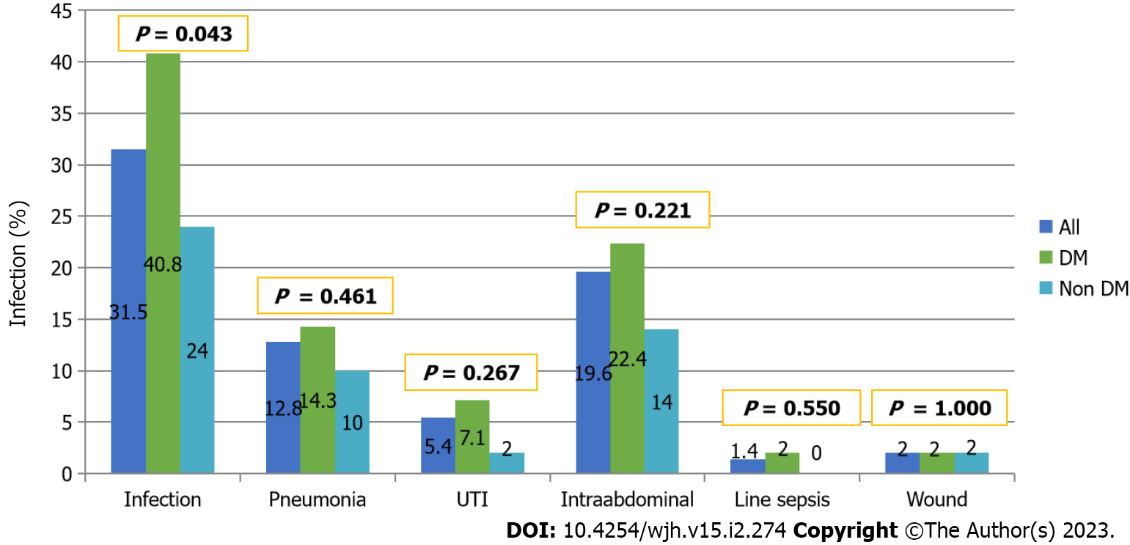 45
40
35
30
25
20
15
10
5
0
Infection (%)
P = 0.043
31.5
40.8
24
P = 0.461
12.8
14.3
10
P = 0.267
5.4
7.1
2
P = 0.221
19.6
22.4
14
P = 0.550
1.4
2
0
P = 1.000
2
2
2
Infection
Pneumonia
UTI
Intraabdominal
Line sepsis
Wound
All
DM
Non DM
DOI: 10.4254/wjh.v15.i2.274 Copyright ©The Author(s) 2023.